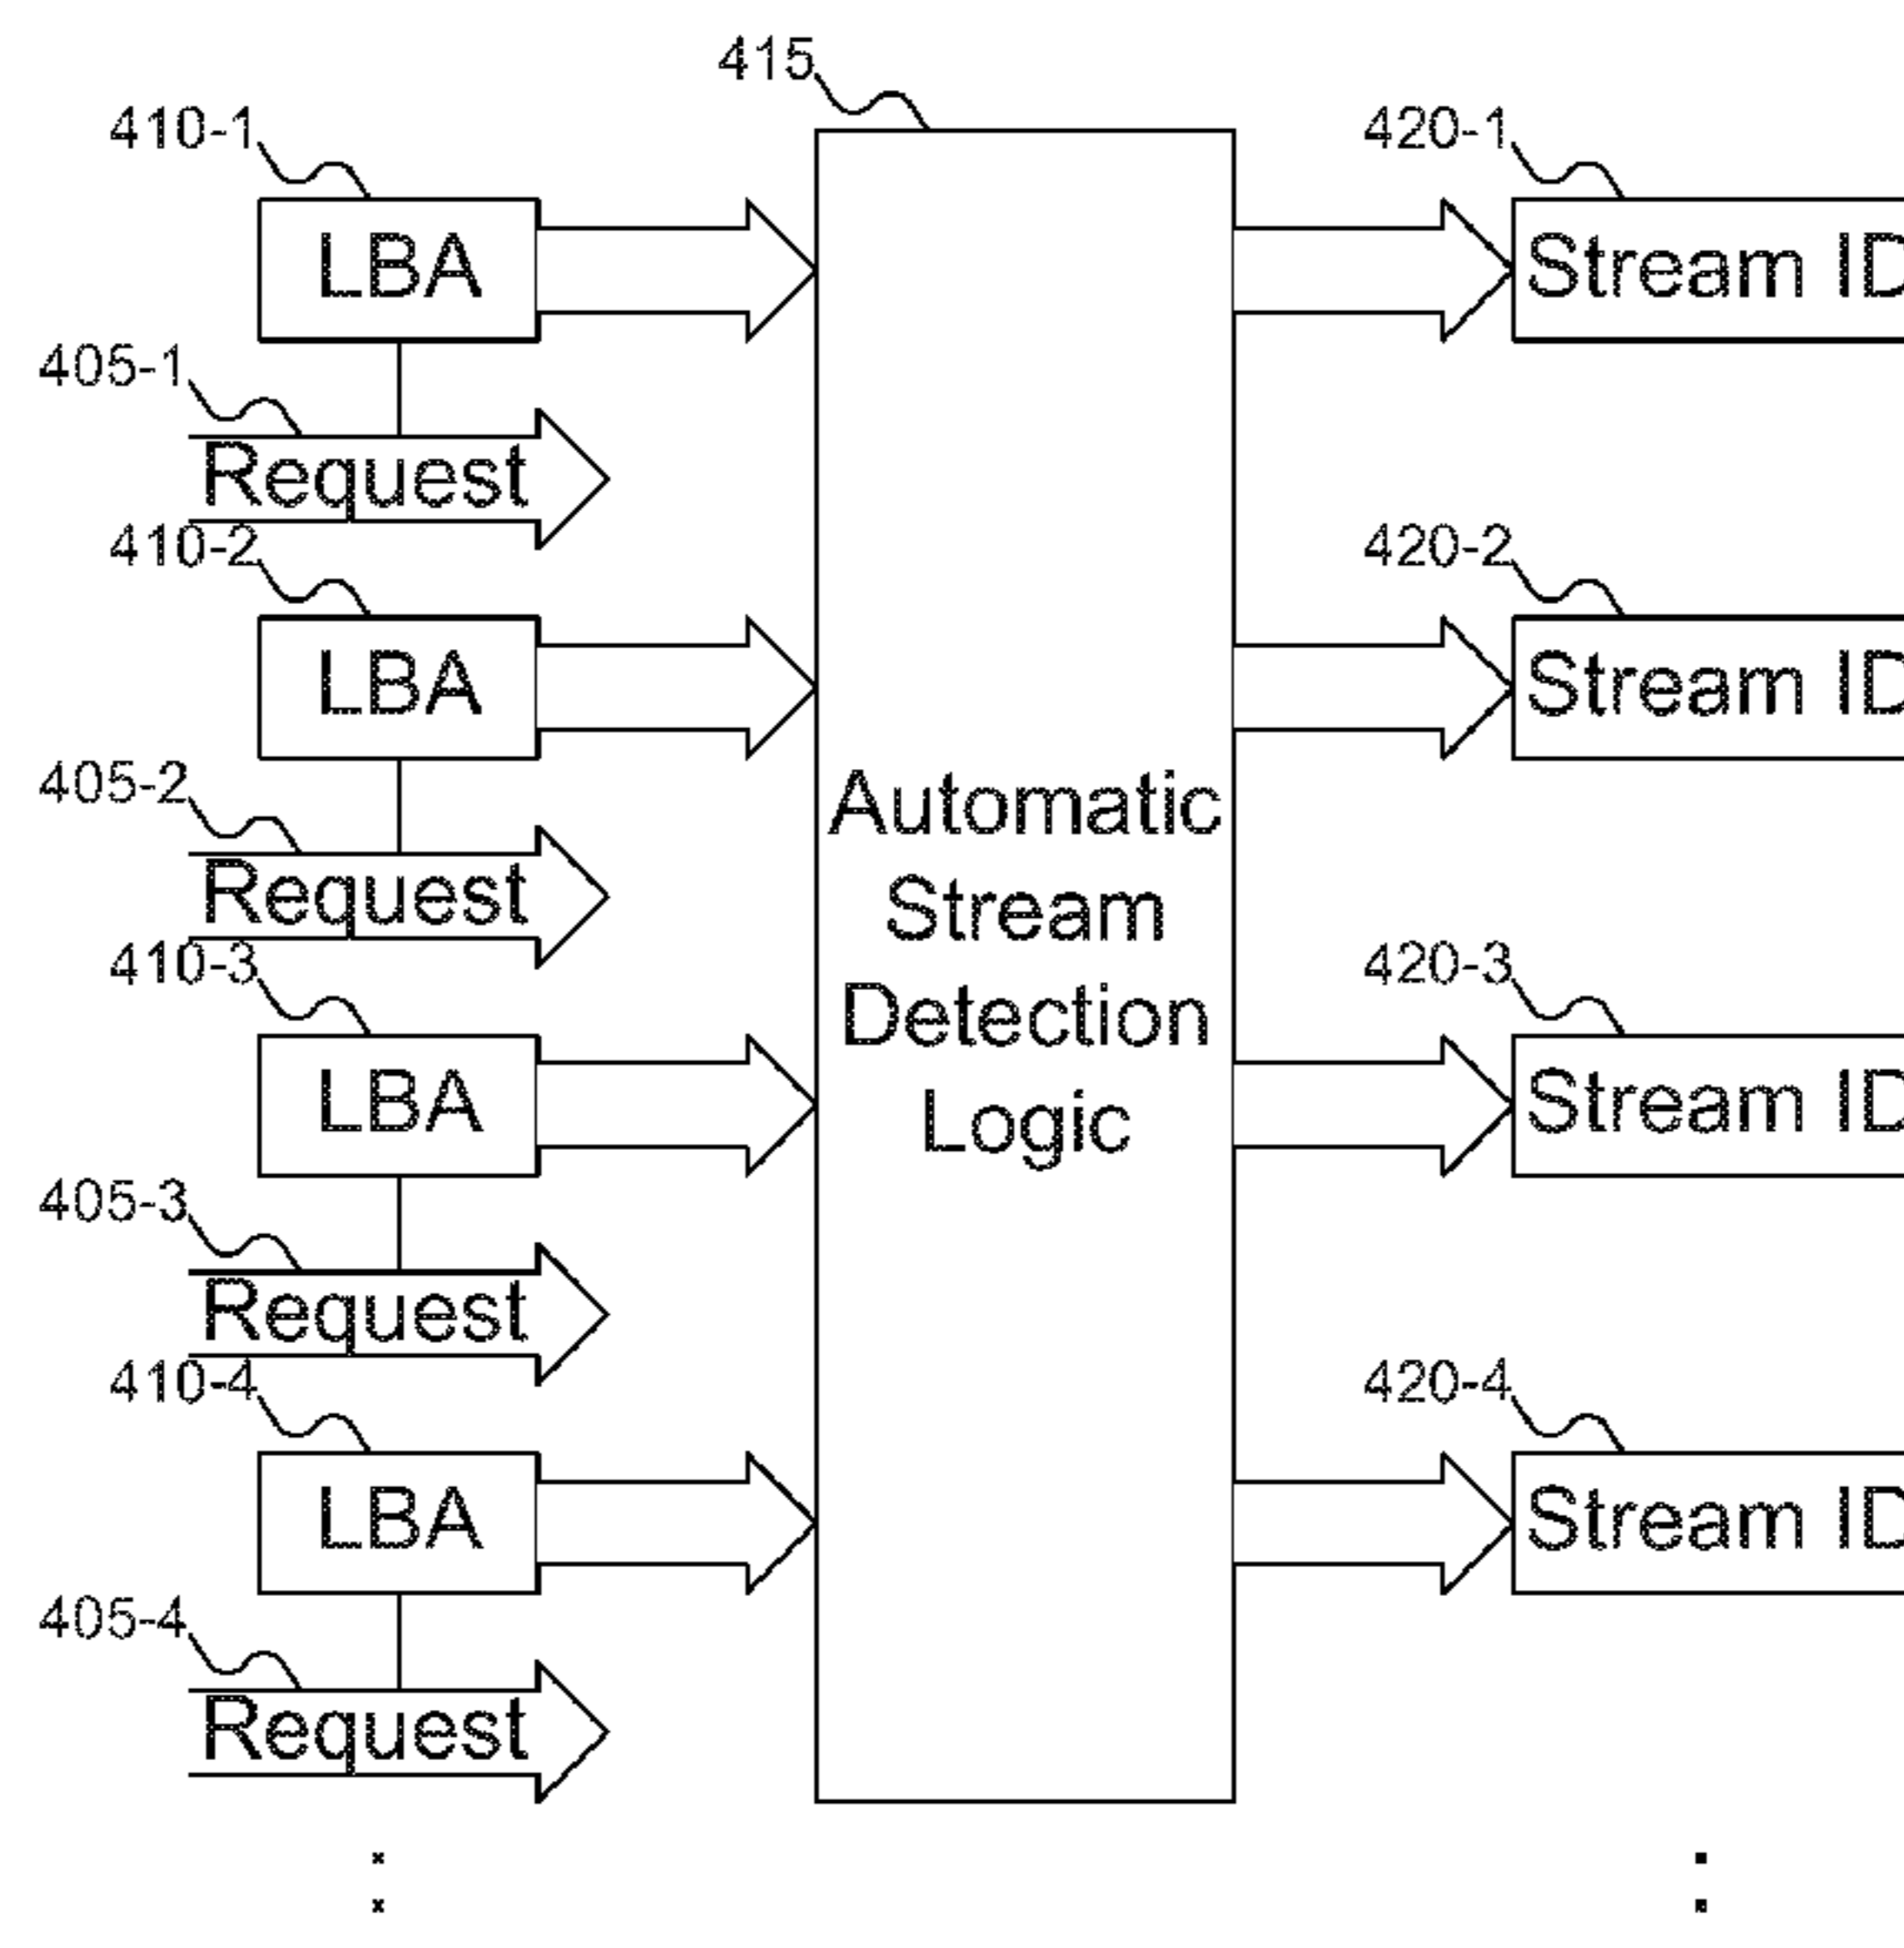 415
410-1
420-1
LBA
Stream ID
405-1
Request
410-2
420-2
LBA
Stream ID
405-2
Request
Automatic
Stream
Detection
Logic
410-3
420-3
LBA
Stream ID
405-3
Request
410-4
420-4
LBA
Stream ID
405-4
Request